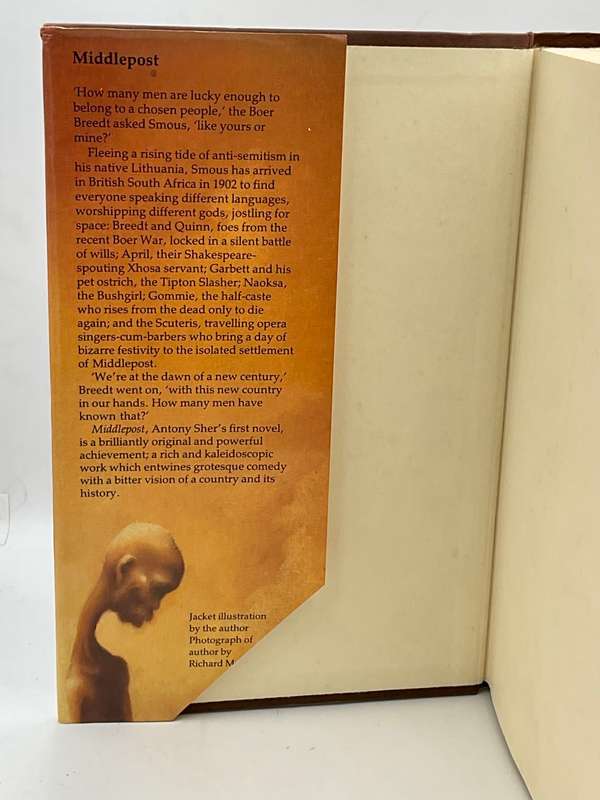 Middlepost
'How many men are lucky enough to
belong to a chosen people,' the Boer
Breedt asked Smous, 'like yours or
mine?'
Fleeing a rising tide of anti-semitism in
his native Lithuania, Smous has arrived
in British South Africa in 1902 to find
everyone speaking different languages,
worshipping different gods, jostling for
space: Breedt and Quinn, foes from the
recent Boer War, locked in a silent battle
of wills; April, their Shakespeare-
spouting Xhosa servant; Garbett and his
pet ostrich, the Tipton Slasher; Naoksa,
the Bushgirl; Gommie, the half-caste
who rises from the dead only to die
again; and the Scuteris, travelling opera
singers-cum-barbers who bring a day of
bizarre festivity to the isolated settlement
of Middlepost.
'We're at the dawn of a new century,'
Breedt went on, 'with this new country
in our hands. How many men have
known that?'
Middlepost, Antony Sher's first novel,
is a brilliantly original and powerful
achievement; a rich and kaleidoscopic
work which entwines grotesque comedy
with a bitter vision of a country and its
history.
Jacket illustration
by the author
Photograph of
author by
Richard M